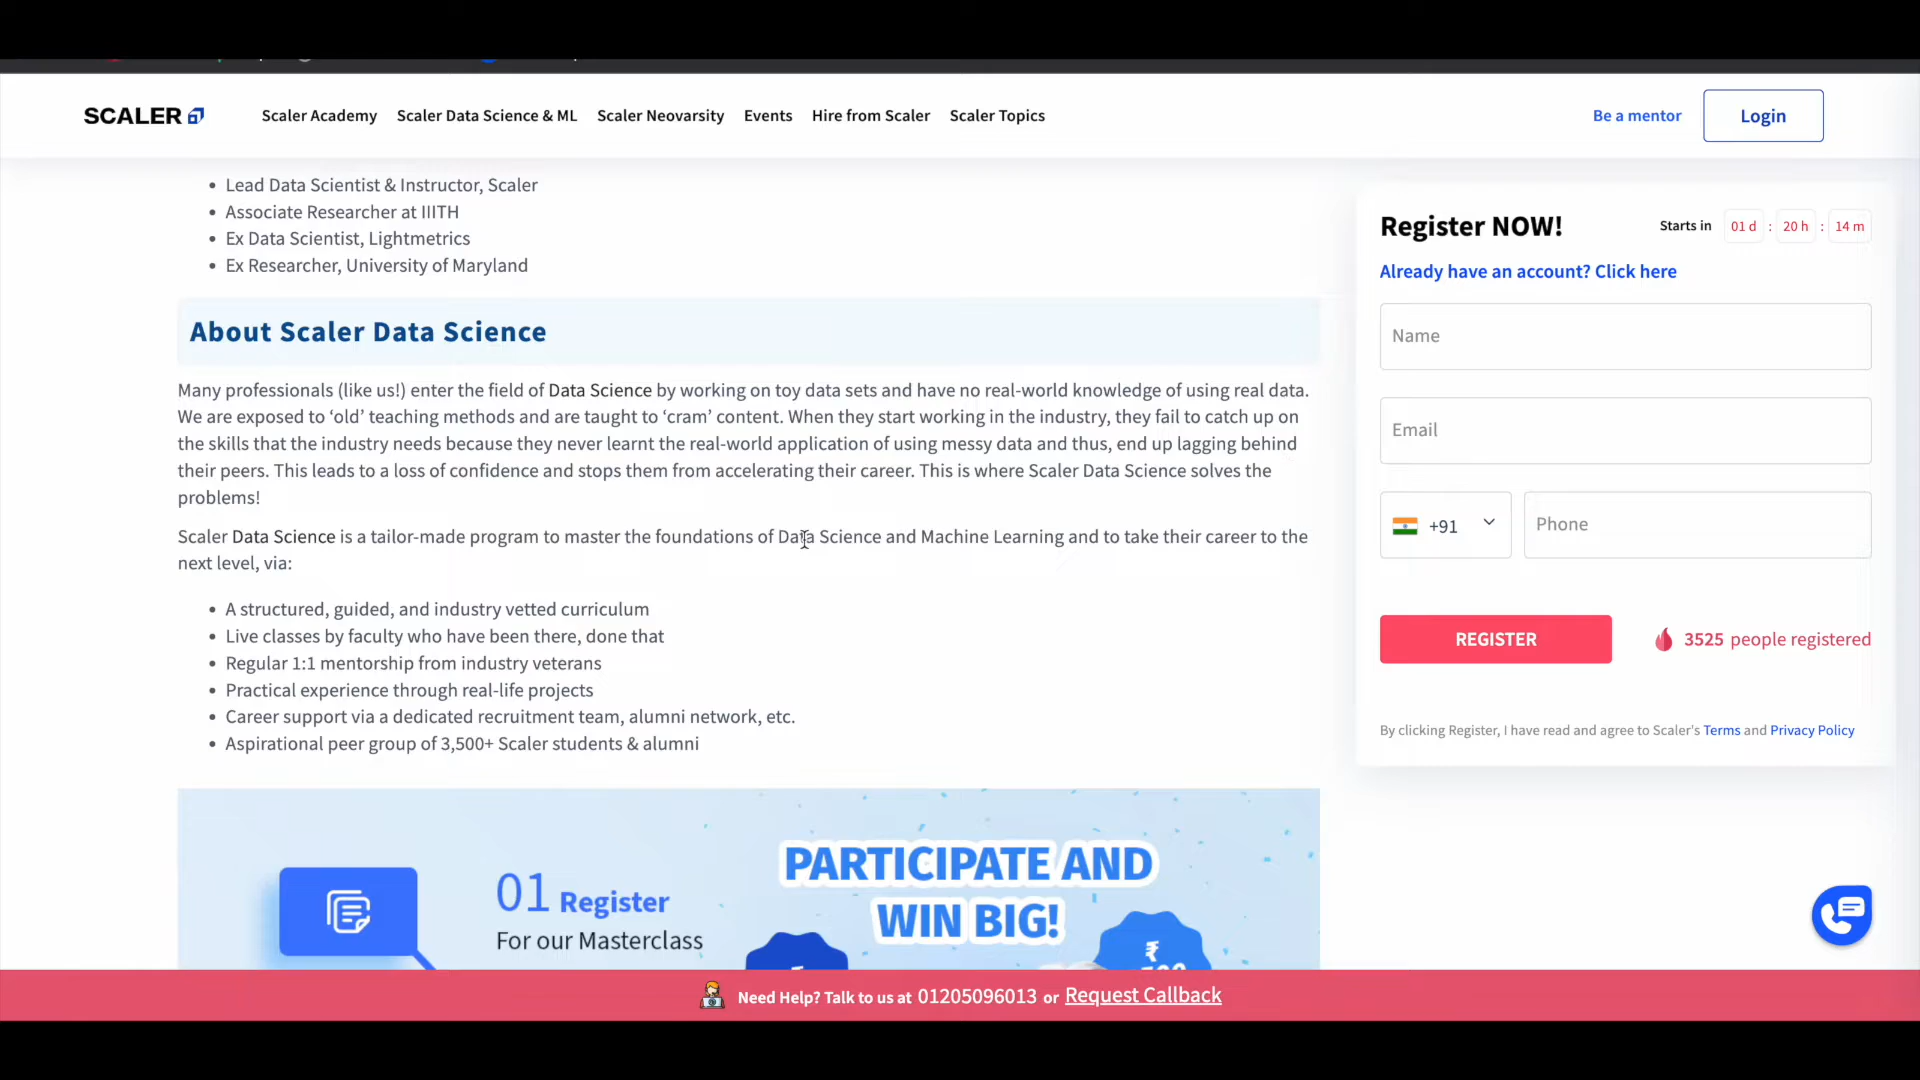 SCALER
Scaler Academy
Scaler Data Science & ML
Scaler Neovarsity
Events
Hire from Scaler
Scaler Topics
Be a mentor
Login
Lead Data Scientist & Instructor, Scaler
Associate Researcher at IIITH
Ex Data Scientist, Lightmetrics
Ex Researcher, University of Maryland
About Scaler Data Science
Many professionals (like us!) enter the field of Data Science by working on toy data sets and have no real-world knowledge of using real data.
We are exposed to ‘old’ teaching methods and are taught to ‘cram’ content. When they start working in the industry, they fail to catch up on
the skills that the industry needs because they never learnt the real-world application of using messy data and thus, end up lagging behind
their peers. This leads to a loss of confidence and stops them from accelerating their career. This is where Scaler Data Science solves the
problems!
Scaler Data Science is a tailor-made program to master the foundations of Data Science and Machine Learning and to take their career to the
next level, via:
A structured, guided, and industry vetted curriculum
Live classes by faculty who have been there, done that
Regular 1:1 mentorship from industry veterans
Practical experience through real-life projects
Career support via a dedicated recruitment team, alumni network, etc.
Aspirational peer group of 3,500+ Scaler students & alumni
01 Register
For our Masterclass
PARTICIPATE AND
WIN BIG!
₹
Register NOW!
Starts in 01 d : 20 h : 14 m
Already have an account? Click here
Name
Email
+91
Phone
REGISTER
3525 people registered
By clicking Register, I have read and agree to Scaler's Terms and Privacy Policy
Need Help? Talk to us at 01205096013 or Request Callback